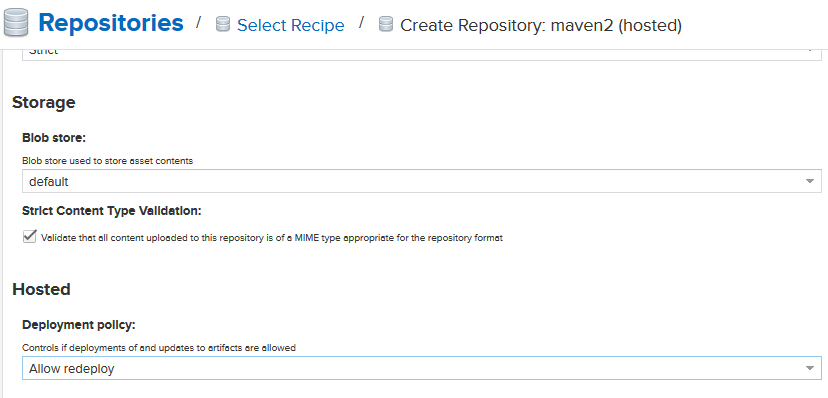 Repositories / Select Recipe / Create Repository: maven2 (hosted)
Strict
Storage
Blob store:
Blob store used to store asset contents
default
Strict Content Type Validation:
Validate that all content uploaded to this repository is of a MIME type appropriate for the repository format
Hosted
Deployment policy:
Controls if deployments of and updates to artifacts are allowed
Allow redeploy